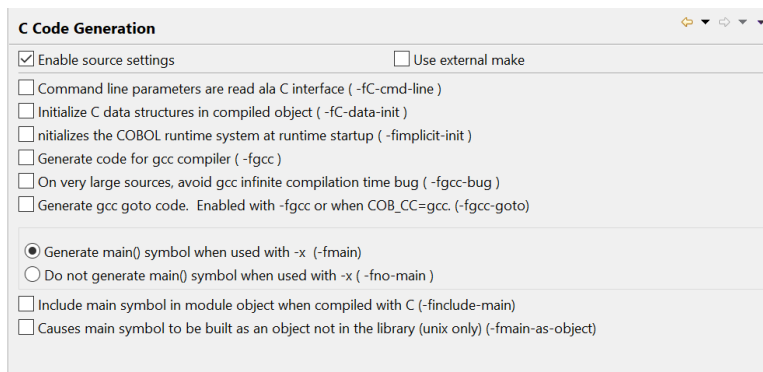 C Code Generation
Enable source settings
Use external make
Command line parameters are read ala C interface ( -fC-cmd-line )
Initialize C data structures in compiled object ( -fC-data-init )
nitializes the COBOL runtime system at runtime startup ( -fimplicit-init )
Generate code for gcc compiler ( -fgcc )
On very large sources, avoid gcc infinite compilation time bug ( -fgcc-bug )
Generate gcc goto code.  Enabled with -fgcc or when COB_CC=gcc. (-fgcc-goto)
Generate main() symbol when used with -x  (-fmain)
Do not generate main() symbol when used with -x ( -fno-main )
Include main symbol in module object when compiled with C (-finclude-main)
Causes main symbol to be built as an object not in the library (unix only) (-fmain-as-object)